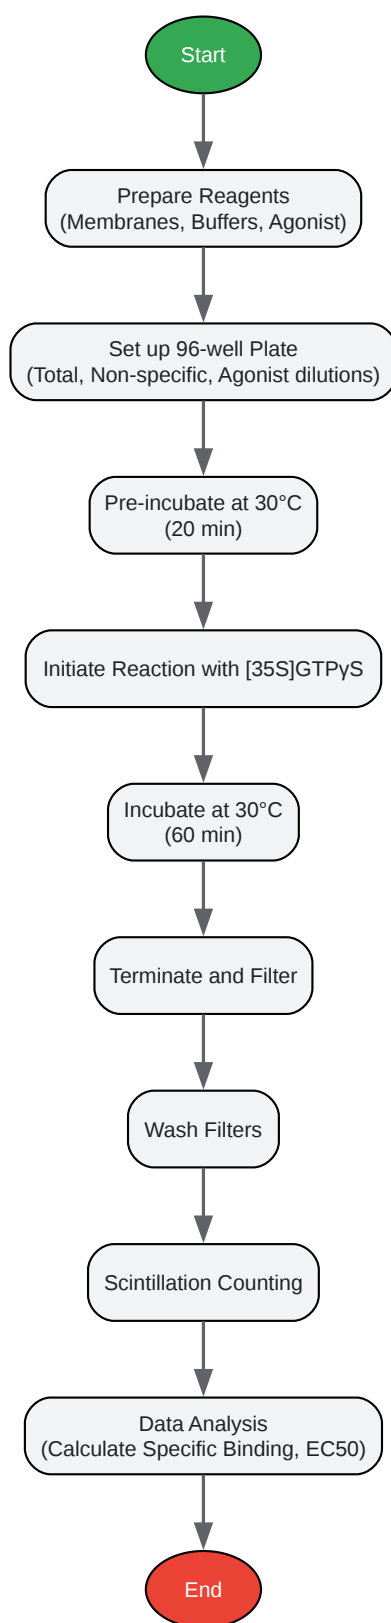 Start
Prepare Reagents
(Membranes, Buffers, Agonist)
Set up 96-well Plate
(Total, Non-specific, Agonist dilutions)
Pre-incubate at 30°C
(20 min)
Initiate Reaction with [35S]GTPγS
Incubate at 30°C
(60 min)
Terminate and Filter
Wash Filters
Scintillation Counting
Data Analysis
(Calculate Specific Binding, EC50)
End